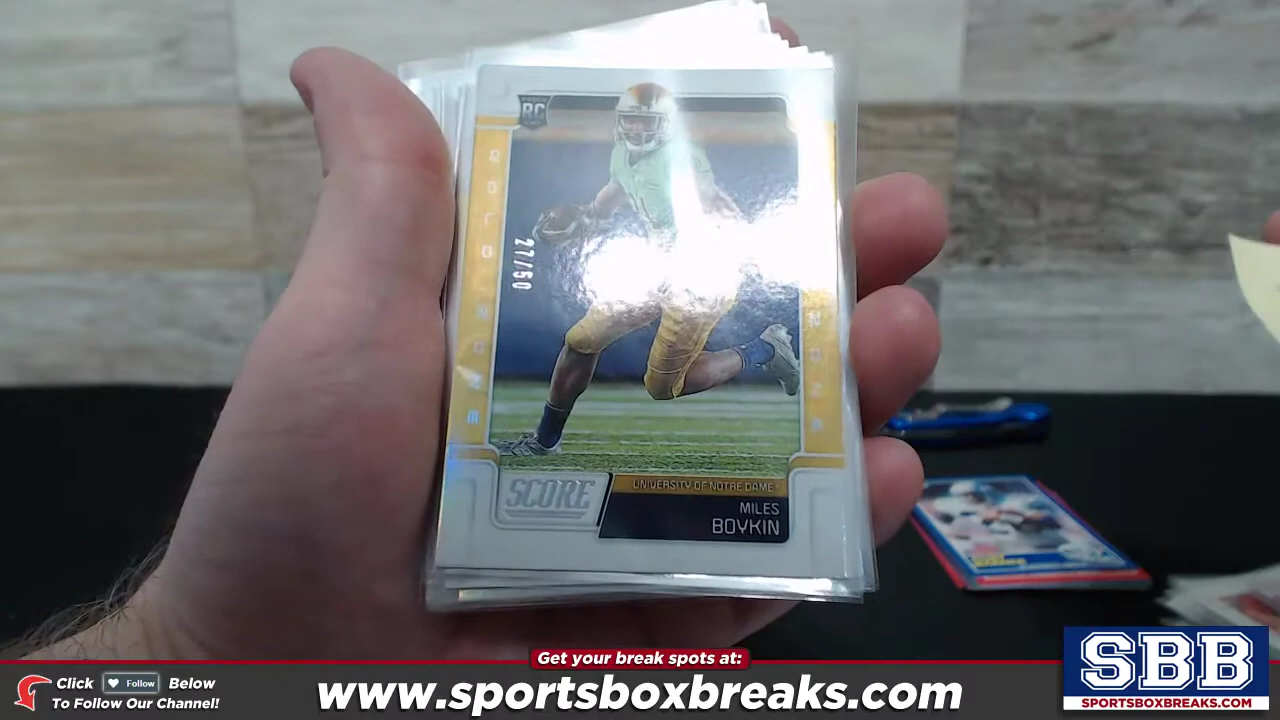 RC
27/50
SCORE
UNIVERSITY OF NOTRE DAME
MILES
BOYKIN
Get your break spots at:
Click Follow Below
To Follow Our Channel!
www.sportsboxbreaks.com
SBB
SPORTSBOXBREAKS.COM